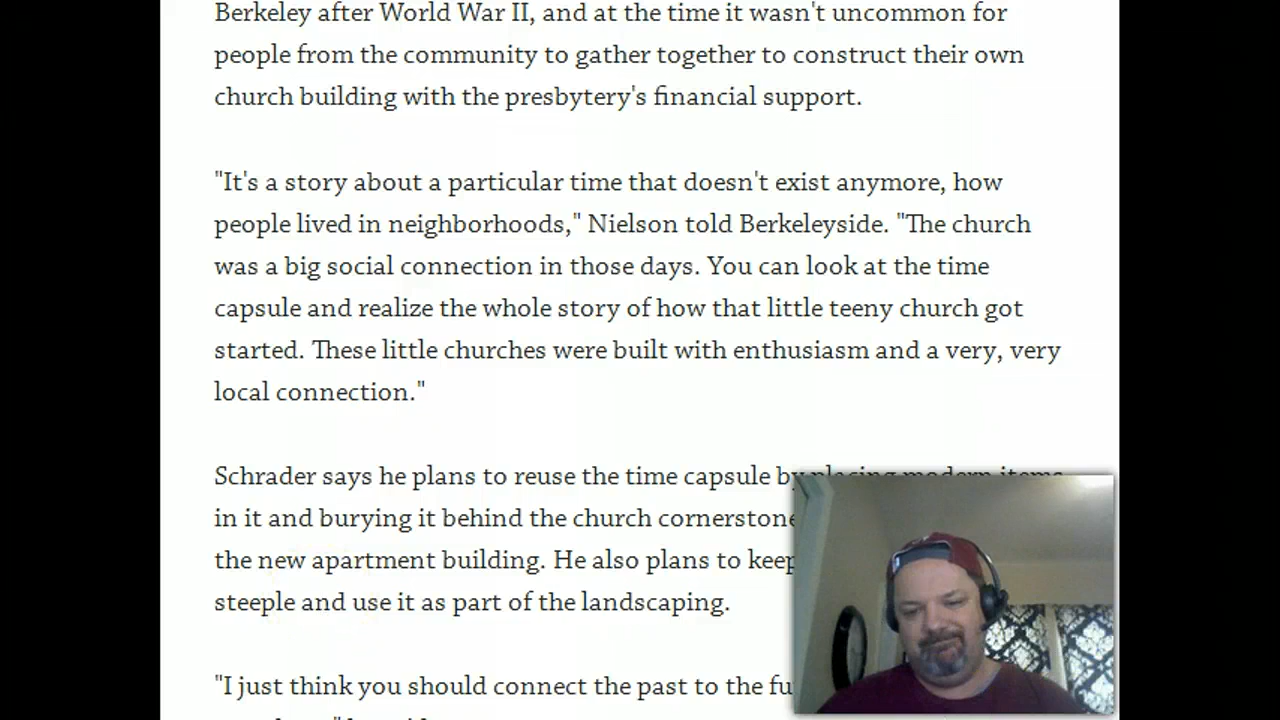 Berkeley after World War II, and at the time it wasn't uncommon for
people from the community to gather together to construct their own
church building with the presbytery's financial support.
"It's a story about a particular time that doesn't exist anymore, how
people lived in neighborhoods," Nielson told Berkeleyside. "The church
was a big social connection in those days. You can look at the time
capsule and realize the whole story of how that little teeny church got
started. These little churches were built with enthusiasm and a very, very
local connection."
Schrader says he plans to reuse the time capsule by placing modern items
in it and burying it behind the church cornerstone
the new apartment building. He also plans to keep
steeple and use it as part of the landscaping.
"I just think you should connect the past to the